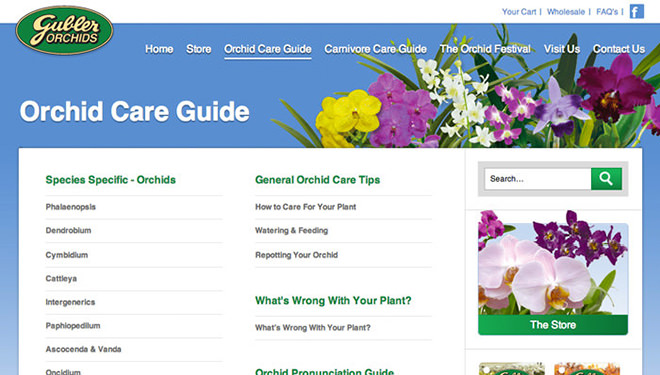 Gubler
ORCHIDS
Your Cart | Wholesale | FAQ's | f
Home Store Orchid Care Guide Carnivore Care Guide The Orchid Festival Visit Us Contact Us
Orchid Care Guide
Species Specific - Orchids
Phalaenopsis
Dendrobium
Cymbidium
Cattleya
Intergenerics
Paphiopedilum
Ascocenda & Vanda
Oncidium
General Orchid Care Tips
How to Care For Your Plant
Watering & Feeding
Repotting Your Orchid
What's Wrong With Your Plant?
What's Wrong With Your Plant?
Orchid Pronunciation Guide
Search...
The Store